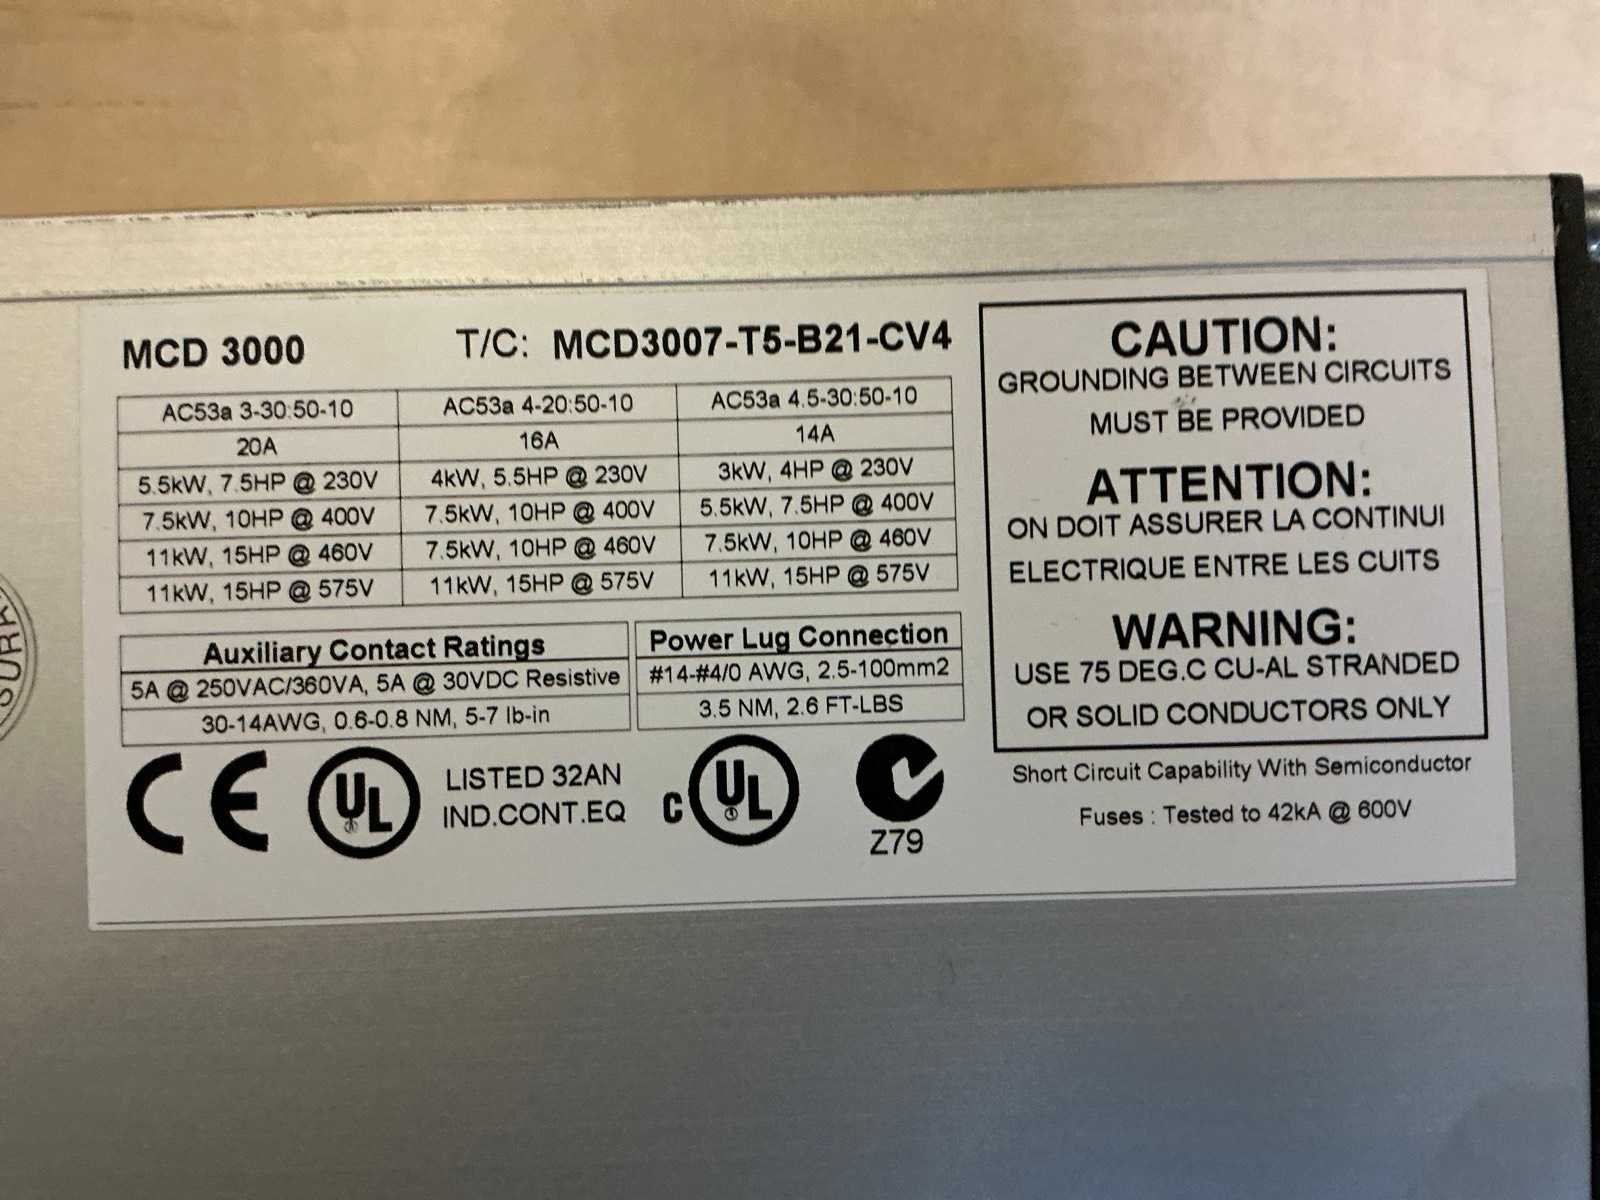 MCD 3000 T/C: MCD3007-T5-B21-CV4
AC53a 3-30:50-10 AC53a 4-20:50-10 AC53a 4.5-30:50-10
20A 16A 14A
5.5kW, 7.5HP @ 230V 4kW, 5.5HP @ 230V 3kW, 4HP @ 230V
7.5kW, 10HP @ 400V 7.5kW, 10HP @ 400V 5.5kW, 7.5HP @ 400V
11kW, 15HP @ 460V 7.5kW, 10HP @ 460V 7.5kW, 10HP @ 460V
11kW, 15HP @ 575V 11kW, 15HP @ 575V 11kW, 15HP @ 575V
Auxiliary Contact Ratings
5A @ 250VAC/360VA, 5A @ 30VDC Resistive
30-14AWG, 0.6-0.8 NM, 5-7 lb-in
Power Lug Connection
#14-#4/0 AWG, 2.5-100mm2
3.5 NM, 2.6 FT-LBS
CE UL LISTED 32AN
IND.CONT.EQ
C UL
Z79
CAUTION:
GROUNDING BETWEEN CIRCUITS
MUST BE PROVIDED
ATTENTION:
ON DOIT ASSURER LA CONTINUI
ELECTRIQUE ENTRE LES CUITS
WARNING:
USE 75 DEG.C CU-AL STRANDED
OR SOLID CONDUCTORS ONLY
Short Circuit Capability With Semiconductor
Fuses : Tested to 42kA @ 600V